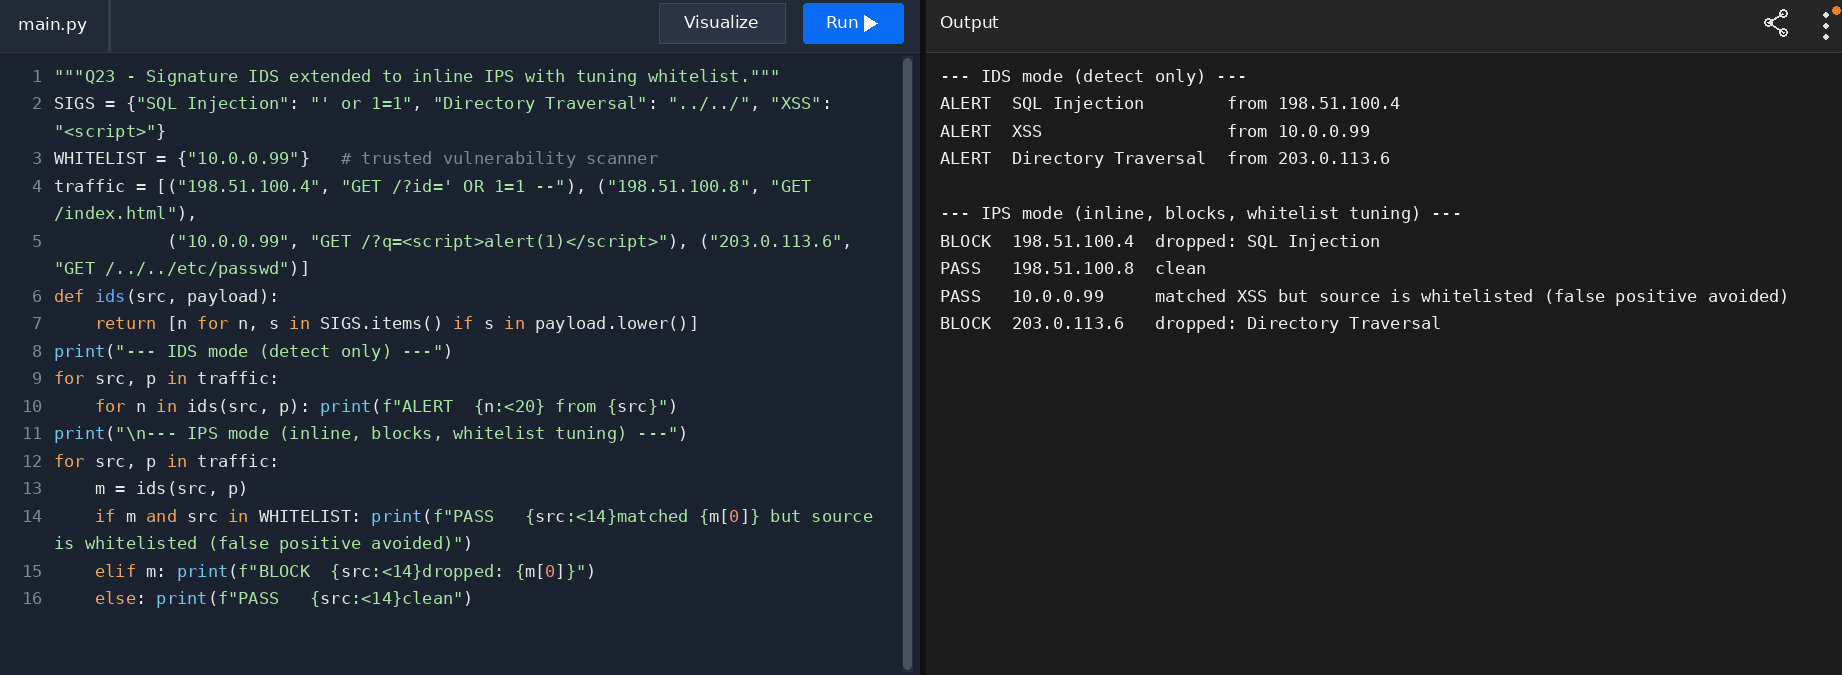 main.py
Visualize
Run
Output
1 """Q23 - Signature IDS extended to inline IPS with tuning whitelist."""
2 SIGS = {"SQL Injection": "' or 1=1", "Directory Traversal": "../../", "XSS":
"<script>"}
3 WHITELIST = {"10.0.0.99"}   # trusted vulnerability scanner
4 traffic = [("198.51.100.4", "GET /?id=' OR 1=1 --"), ("198.51.100.8", "GET
/index.html"),
5            ("10.0.0.99", "GET /?q=<script>alert(1)</script>"), ("203.0.113.6",
"GET /../../etc/passwd")]
6 def ids(src, payload):
7     return [n for n, s in SIGS.items() if s in payload.lower()]
8 print("--- IDS mode (detect only) ---")
9 for src, p in traffic:
10     for n in ids(src, p): print(f"ALERT  {n:<20} from {src}")
11 print("\n--- IPS mode (inline, blocks, whitelist tuning) ---")
12 for src, p in traffic:
13     m = ids(src, p)
14     if m and src in WHITELIST: print(f"PASS   {src:<14}matched {m[0]} but source
is whitelisted (false positive avoided)")
15     elif m: print(f"BLOCK  {src:<14}dropped: {m[0]}")
16     else: print(f"PASS   {src:<14}clean")
--- IDS mode (detect only) ---
ALERT  SQL Injection        from 198.51.100.4
ALERT  XSS                  from 10.0.0.99
ALERT  Directory Traversal  from 203.0.113.6
--- IPS mode (inline, blocks, whitelist tuning) ---
BLOCK  198.51.100.4  dropped: SQL Injection
PASS   198.51.100.8  clean
PASS   10.0.0.99     matched XSS but source is whitelisted (false positive avoided)
BLOCK  203.0.113.6   dropped: Directory Traversal